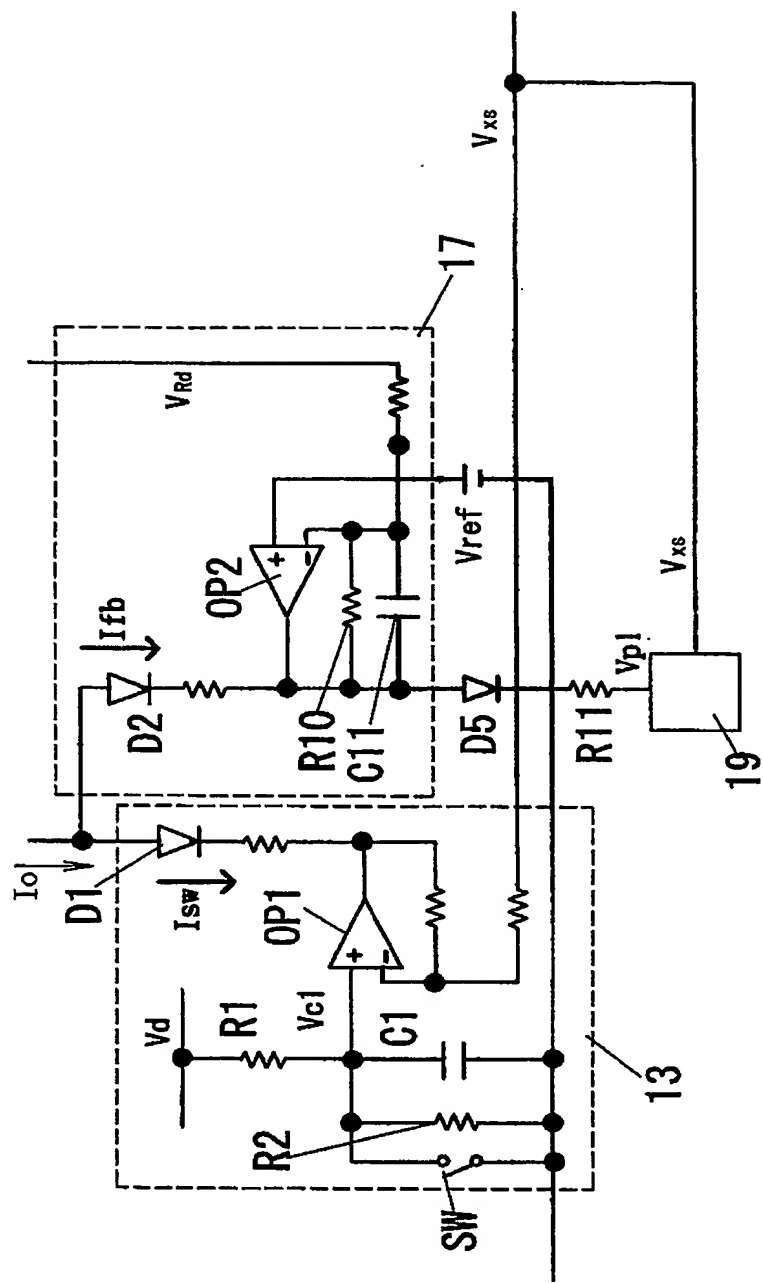 17
VRd
Vxs
OP2
+
-
Vref
Vxs
Ifb
D2
R10
C11
D5
R11
Vpl
19
Io
D1
Isw
OP1
+
-
Vd
R1
Vc1
C1
R2
SW
13